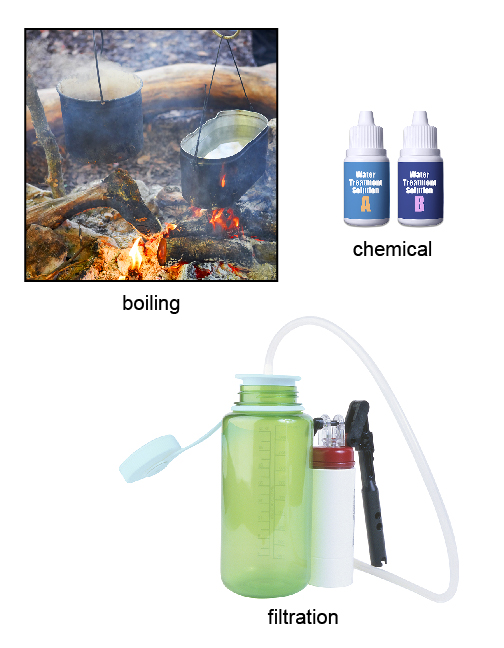 Water
Treatment
Solution
A
Water
Treatment
Solution
B
chemical
boiling
filtration